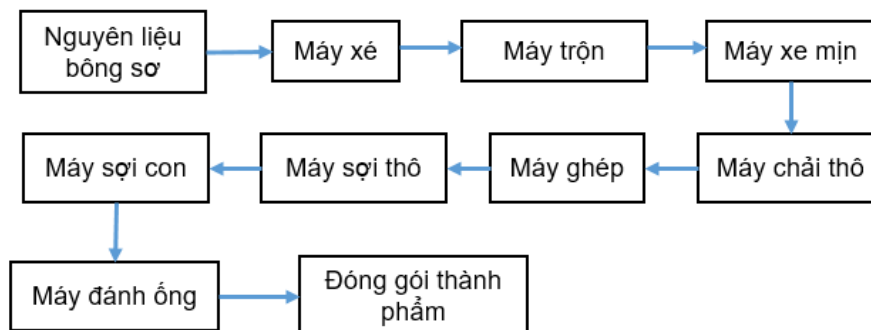 Nguyên liệu
bông sơ
Máy xé
Máy trộn
Máy xe mịn
Máy chải thô
Máy ghép
Máy sợi thô
Máy sợi con
Máy đánh ống
Đóng gói thành
phẩm